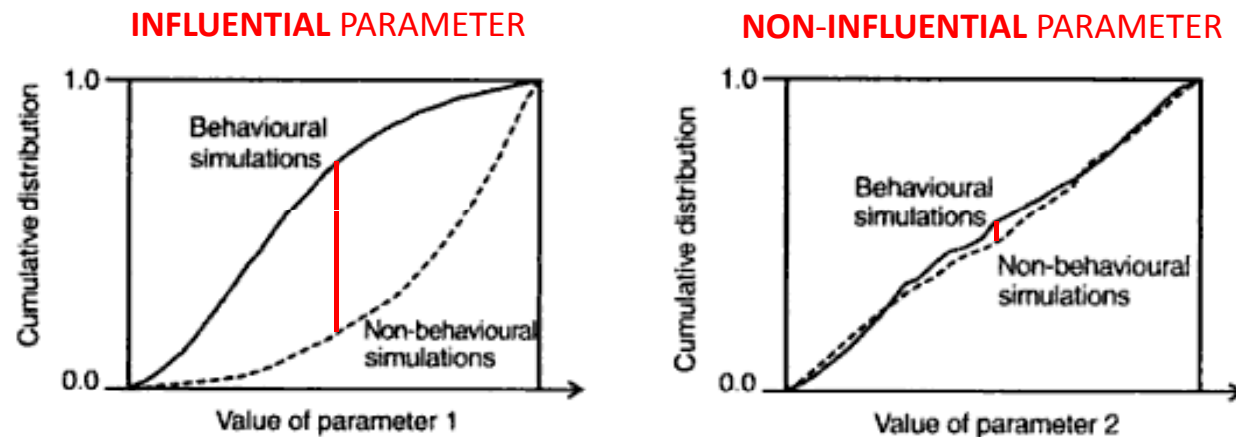 INFLUENTIAL PARAMETER
1.0
Cumulative distribution
Behavioural
simulations
Non-behavioural
simulations
0.0
Value of parameter 1
NON-INFLUENTIAL PARAMETER
1.0
Cumulative distribution
Behavioural
simulations
Non-behavioural
simulations
0.0
Value of parameter 2